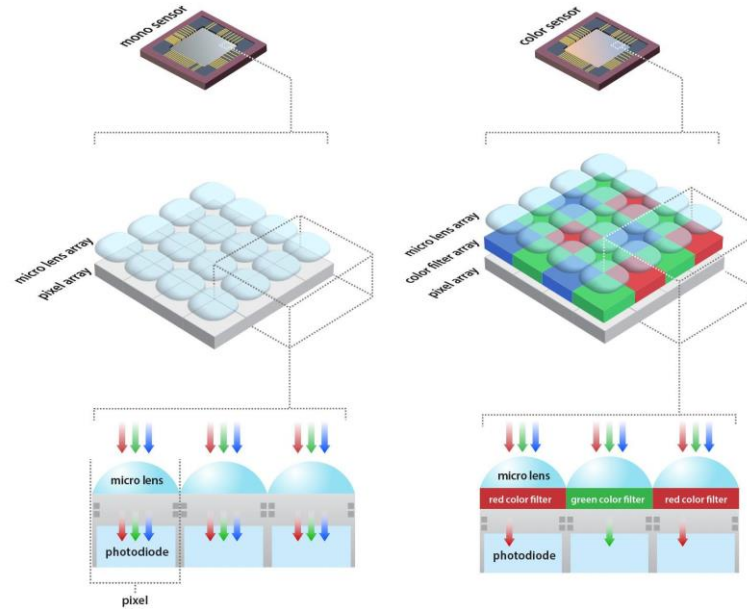 mono sensor
color sensor
micro lens array
pixel array
micro lens array
color filter array
pixel array
micro lens
photodiode
pixel
micro lens
red color filter
green color filter
red color filter
photodiode